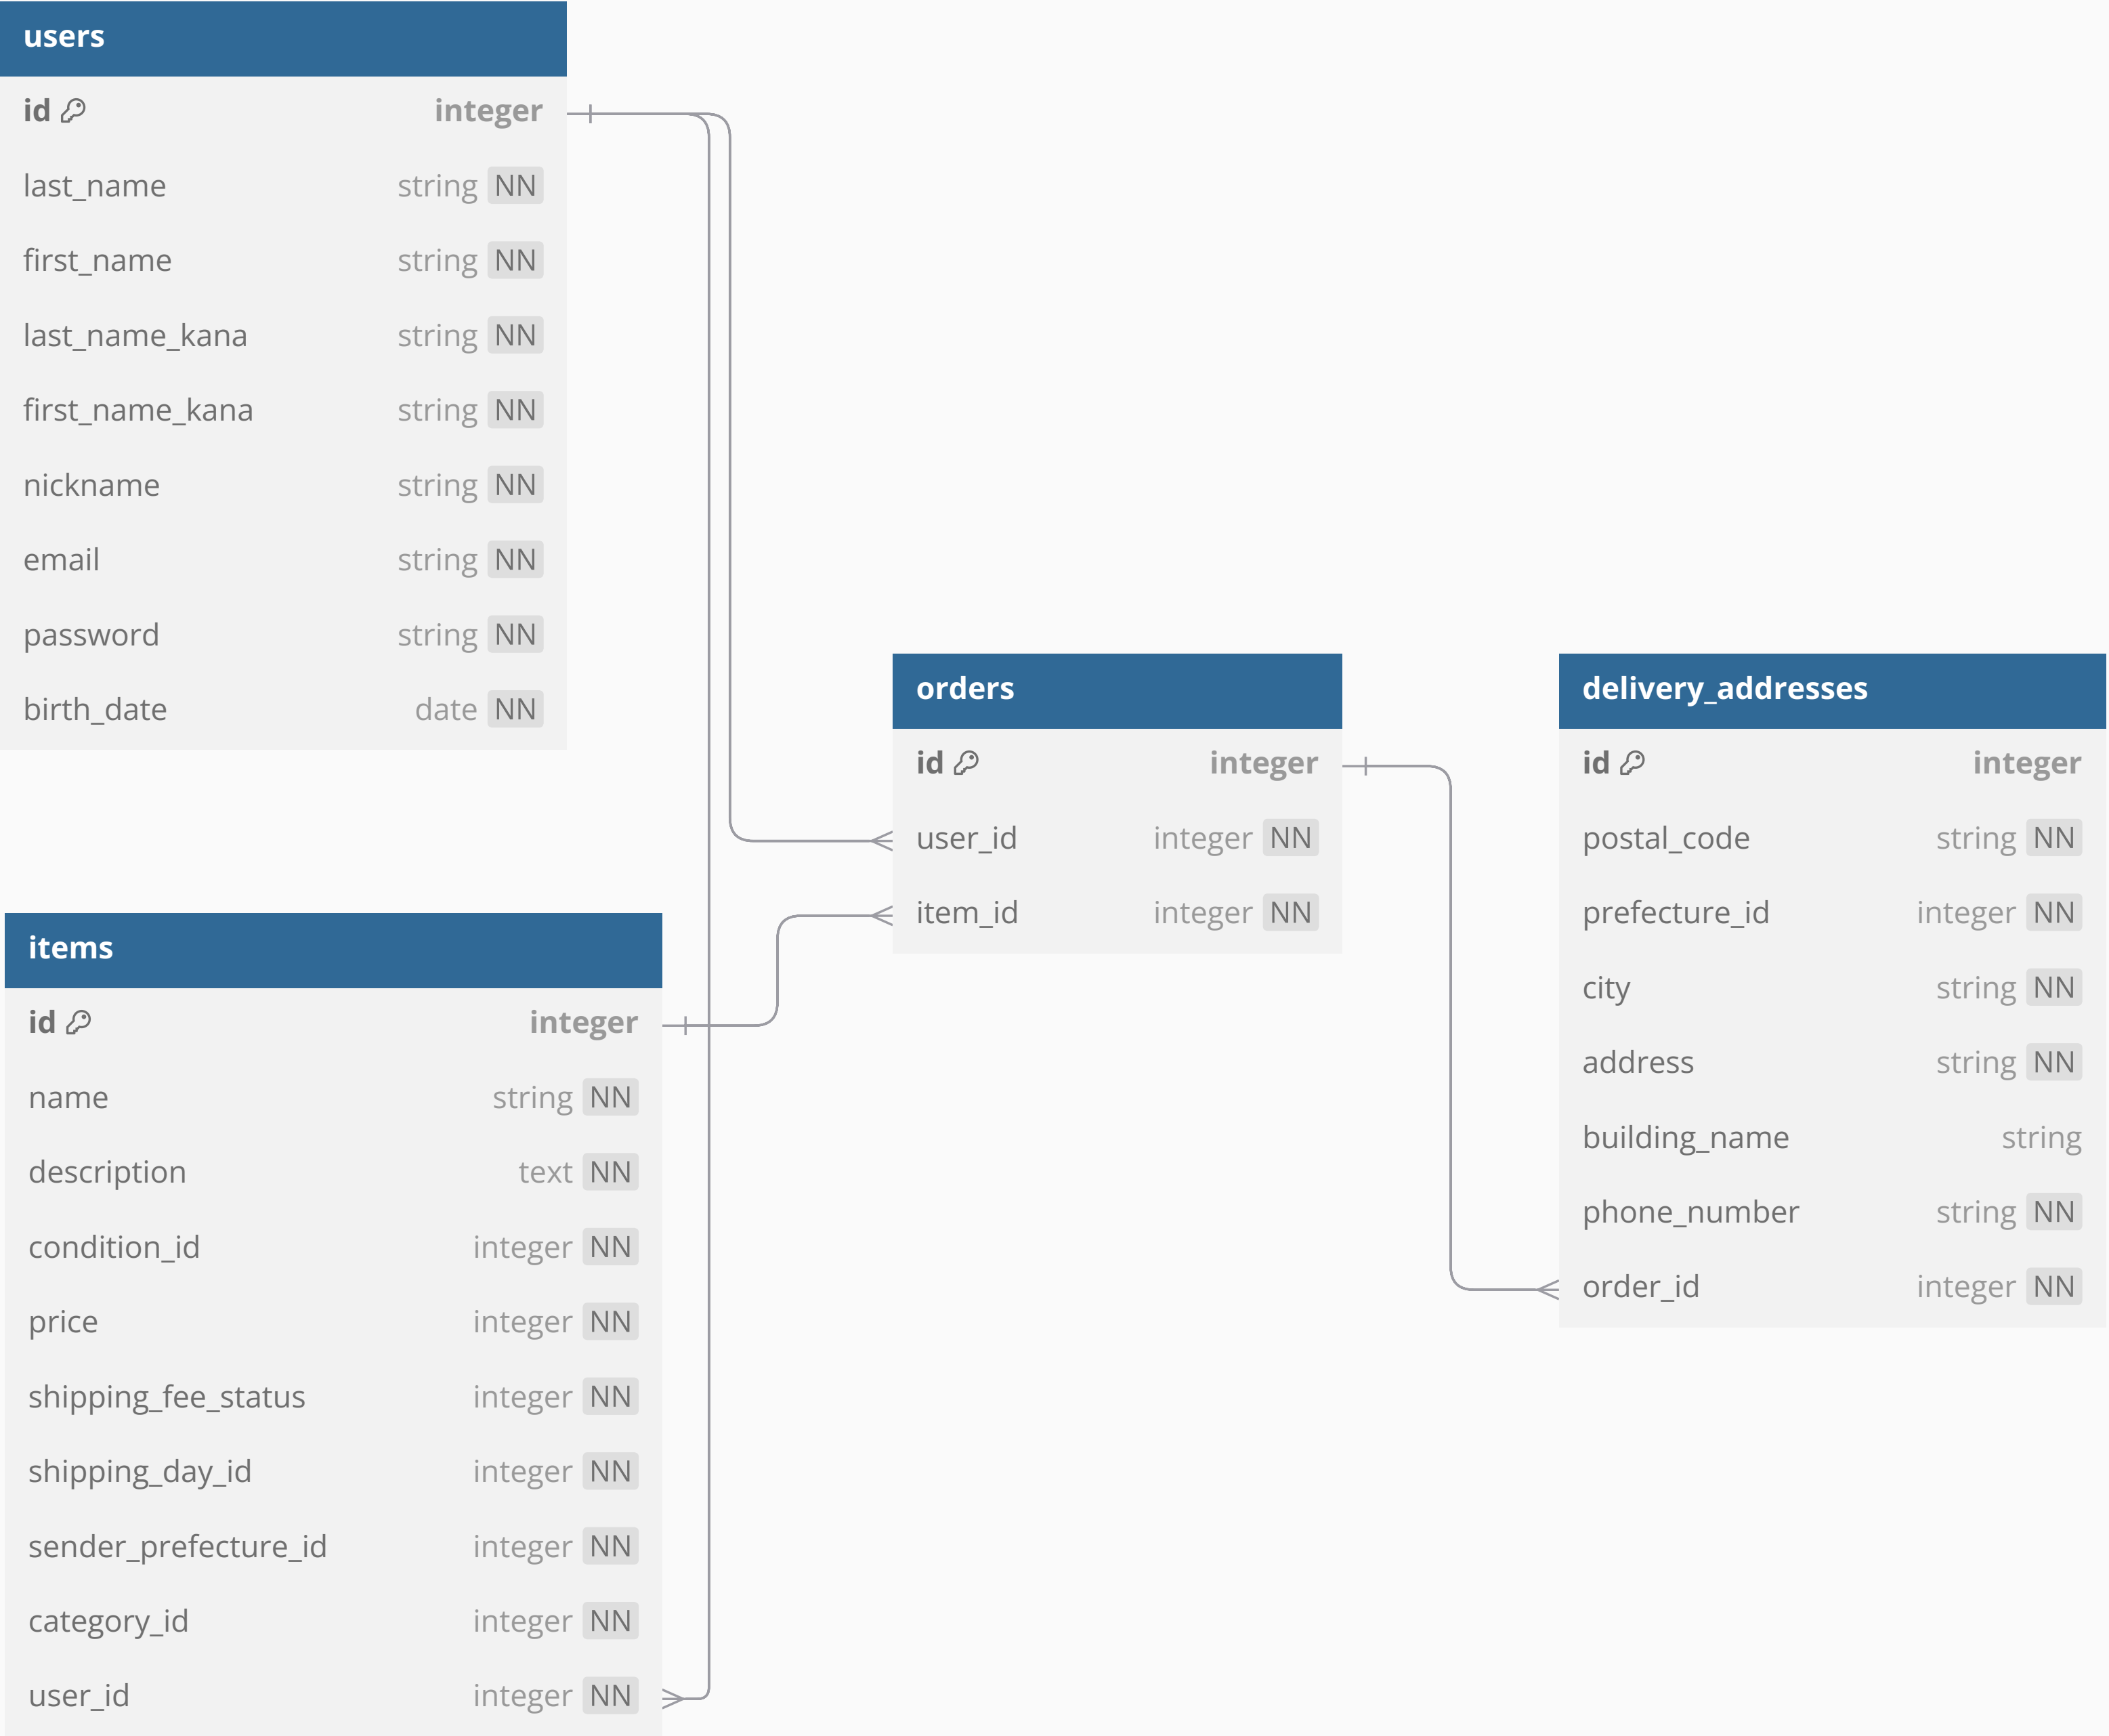 users
id integer
last_name string NN
first_name string NN
last_name_kana string NN
first_name_kana string NN
nickname string NN
email string NN
password string NN
birth_date date NN
items
id integer
name string NN
description text NN
condition_id integer NN
price integer NN
shipping_fee_status integer NN
shipping_day_id integer NN
sender_prefecture_id integer NN
category_id integer NN
user_id integer NN
orders
id integer
user_id integer NN
item_id integer NN
delivery_addresses
id integer
postal_code string NN
prefecture_id integer NN
city string NN
address string NN
building_name string
phone_number string NN
order_id integer NN